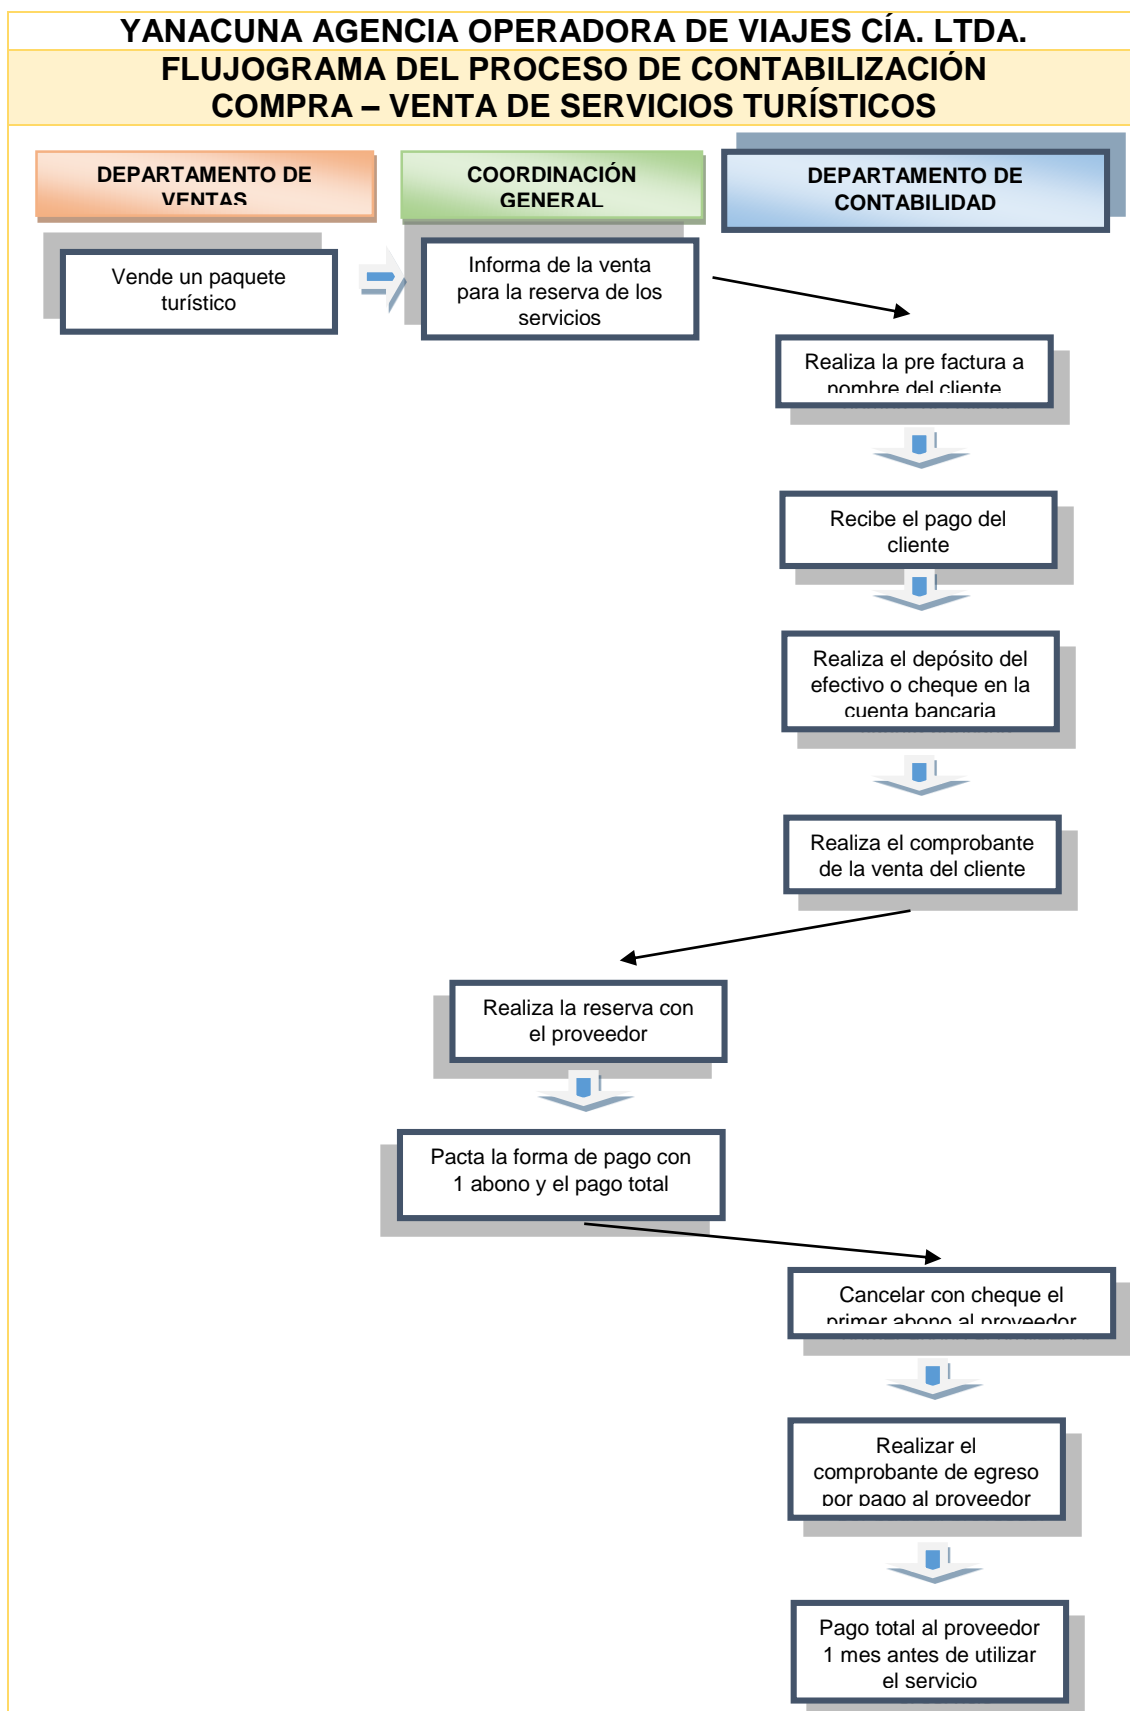 YANACUNA AGENCIA OPERADORA DE VIAJES CÍA. LTDA.
FLUJOGRAMA DEL PROCESO DE CONTABILIZACIÓN
COMPRA – VENTA DE SERVICIOS TURÍSTICOS
DEPARTAMENTO DE
VENTAS
COORDINACIÓN
GENERAL
DEPARTAMENTO DE
CONTABILIDAD
Vende un paquete
turístico
Informa de la venta
para la reserva de los
servicios
Realiza la pre factura a
nombre del cliente
Recibe el pago del
cliente
Realiza el depósito del
efectivo o cheque en la
cuenta bancaria
Realiza el comprobante
de la venta del cliente
Realiza la reserva con
el proveedor
Pacta la forma de pago con
1 abono y el pago total
Cancelar con cheque el
primer abono al proveedor
Realizar el
comprobante de egreso
por pago al proveedor
Pago total al proveedor
1 mes antes de utilizar
el servicio